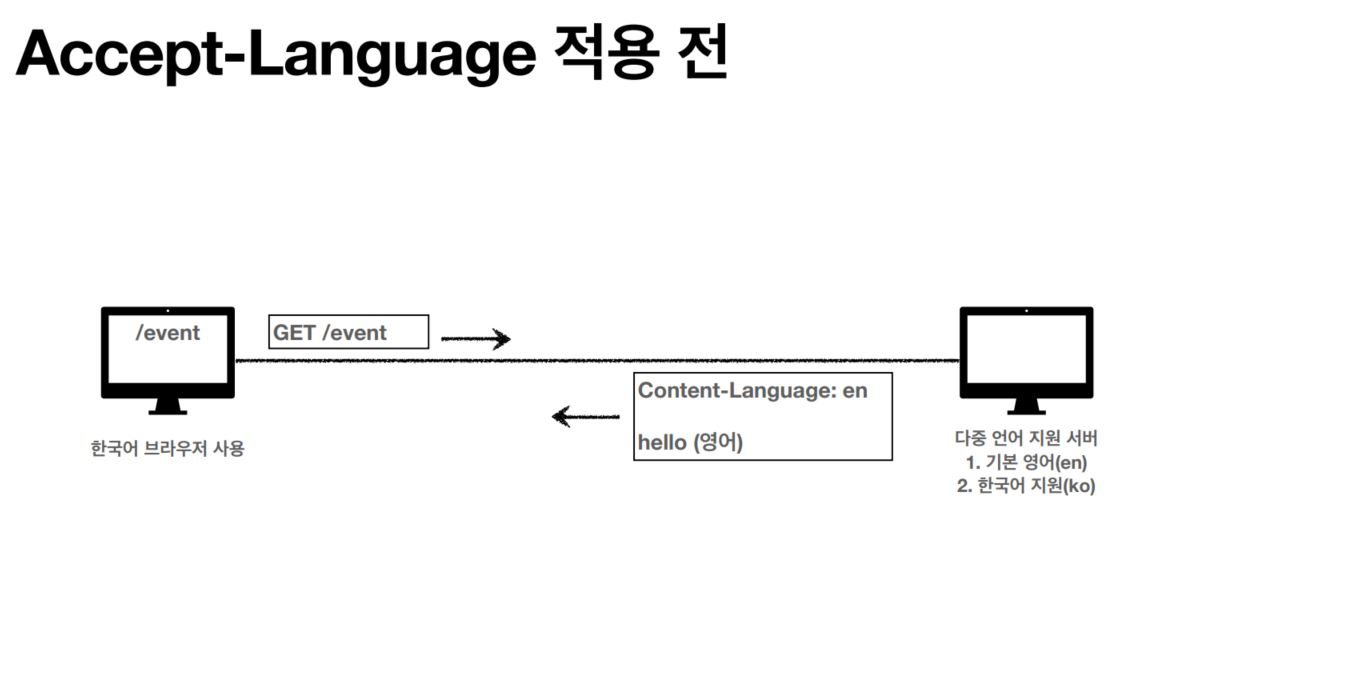 Accept-Language 적용 전
/event
GET /event
Content-Language: en
hello (영어)
한국어 브라우저 사용
다중 언어 지원 서버
1. 기본 영어(en)
2. 한국어 지원(ko)